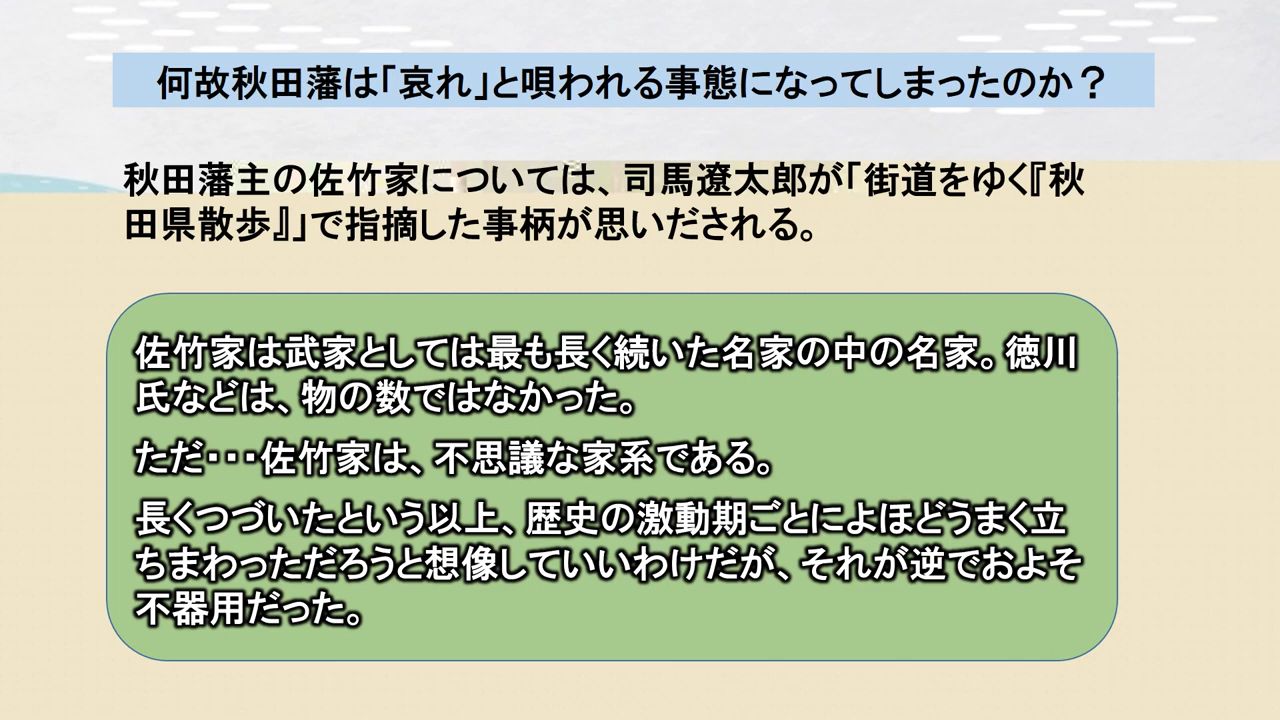 何故秋田藩は「哀れ」と唄われる事態になってしまったのか？
秋田藩主の佐竹家については、司馬遼太郎が「街道をゆく『秋
田県散歩』」で指摘した事柄が思いだされる。
佐竹家は武家としては最も長く続いた名家の中の名家。徳川
氏などは、物の数ではなかった。
ただ・・・佐竹家は、不思議な家系である。
長くつづいたという以上、歴史の激動期ごとによほどうまく立
ちまわっただろうと想像していいわけだが、それが逆でおよそ
不器用だった。